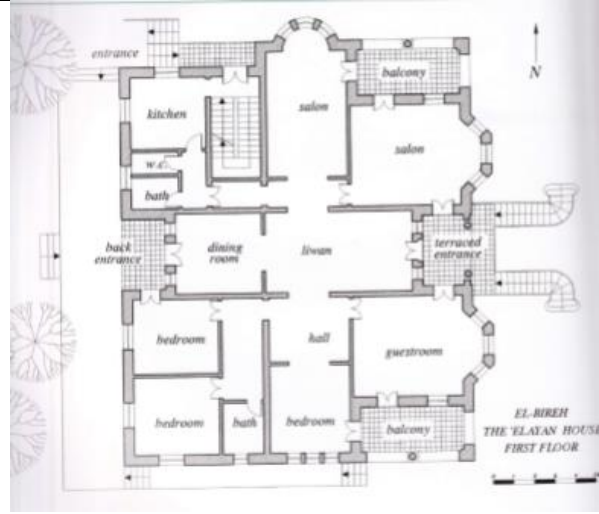 entrance
balcony
N
kitchen
salon
salon
w.c.
bath
back
entrance
dining
room
liwan
terraced
entrance
bedroom
hall
guestroom
bedroom
bath
bedroom
balcony
EL-BIREH
THE 'ELAYAN HOUS
FIRST FLOOR